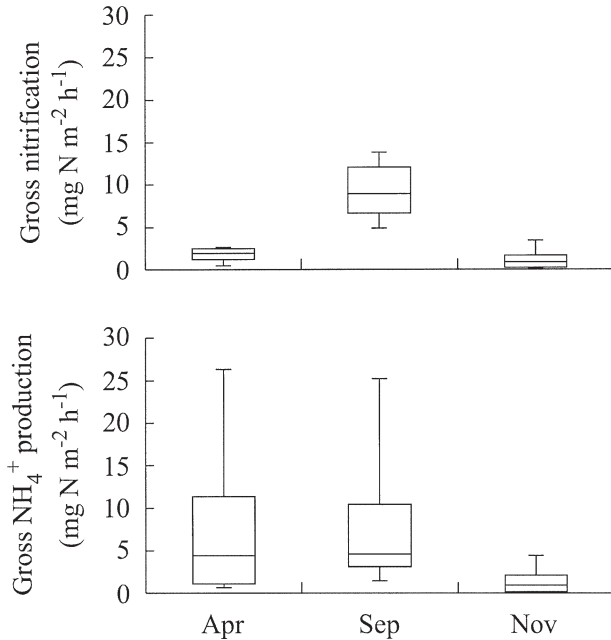 Gross nitrification
(mg N m⁻² h⁻¹)
30
25
20
15
10
5
0
Gross NH₄⁺ production
(mg N m⁻² h⁻¹)
30
25
20
15
10
5
0
Apr Sep Nov